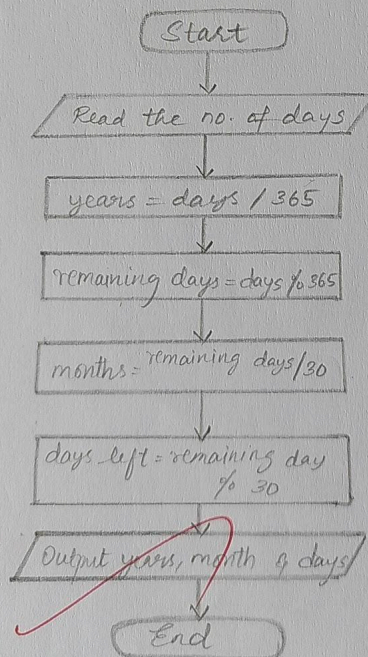 Start
Read the no. of days
years = days / 365
remaining days = days % 365
months = remaining days/30
days left = remaining day
% 30
Output years, month & days
End